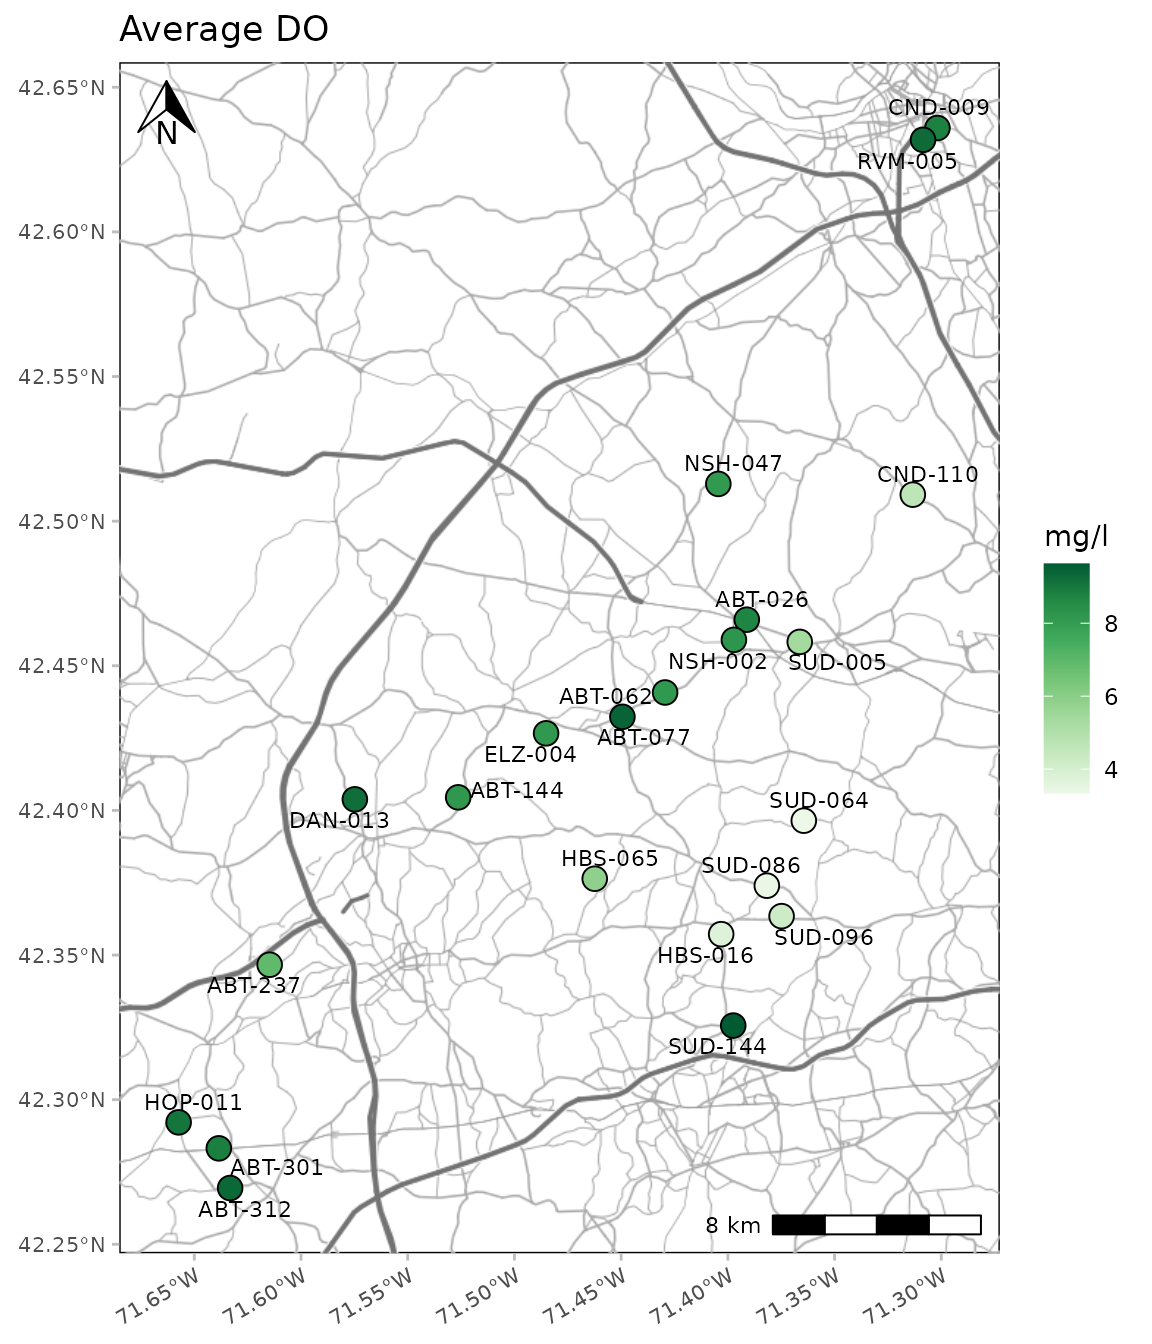 Average DO
42.65°N
N
CND-009
RVM-005
42.60°N
42.55°N
NSH-047
CND-110
42.50°N
mg/l
ABT-026
8
NSH-002
SUD-005
42.45°N
ABT-062
6
ABT-077
ELZ-004
4
ABT-144
SUD-064
42.40°N
DAN-013
HBS-065
SUD-086
SUD-096
42.35°N
HBS-016
ABT-237
SUD-144
42.30°N
HOP-011
ABT-301
ABT-312
8 km
42.25°N
71.65°W
71.60°W
71.55°W
71.50°W
71.45°W
71.40°W
71.35°W
71.30°W